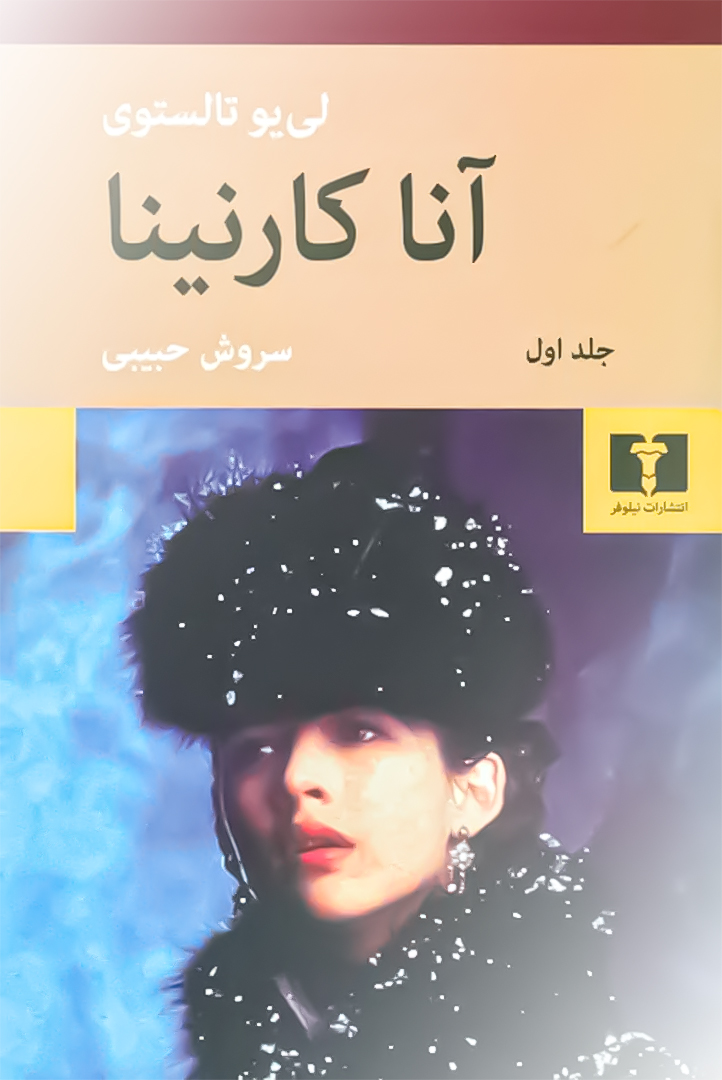 لی‌یو تالستوی
آنا کارنینا
جلد اول
سروش حبیبی
انتشارات نیلوفر